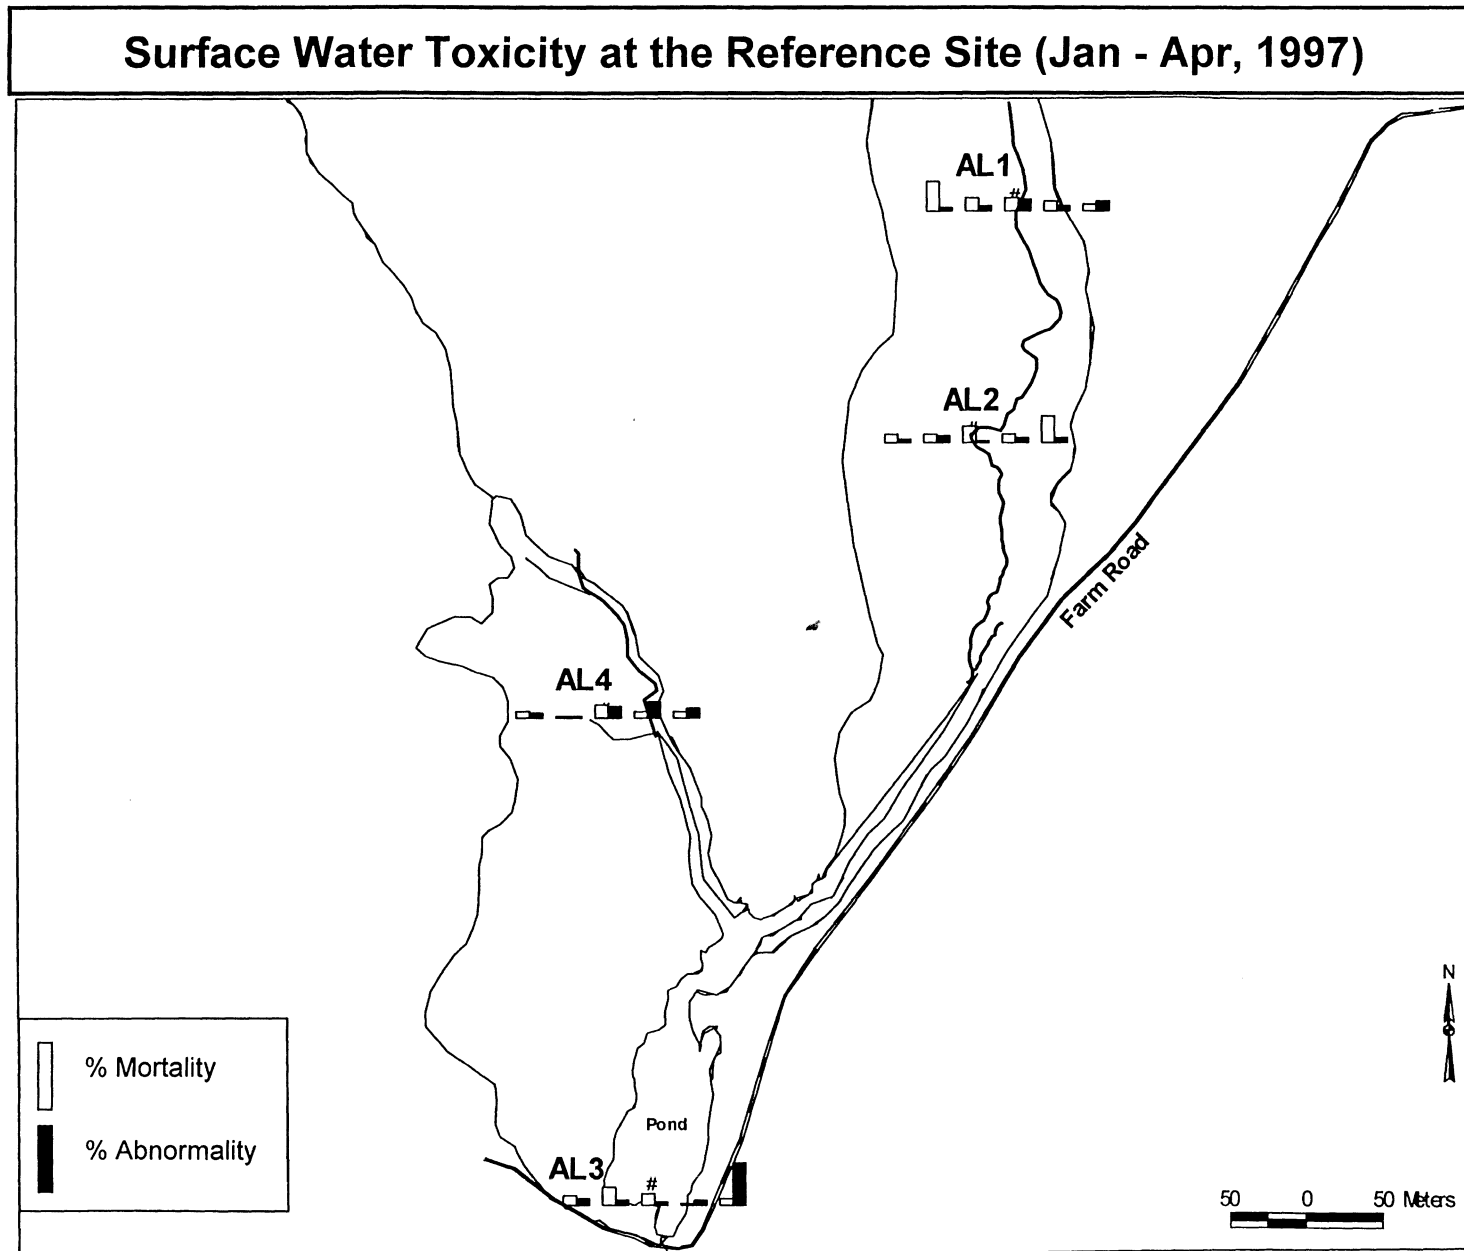 Surface Water Toxicity at the Reference Site (Jan - Apr, 1997)
AL1
#
AL2
#
Farm Road
AL4
#
N
% Mortality
% Abnormality
Pond
AL3
#
50 0 50 Meters